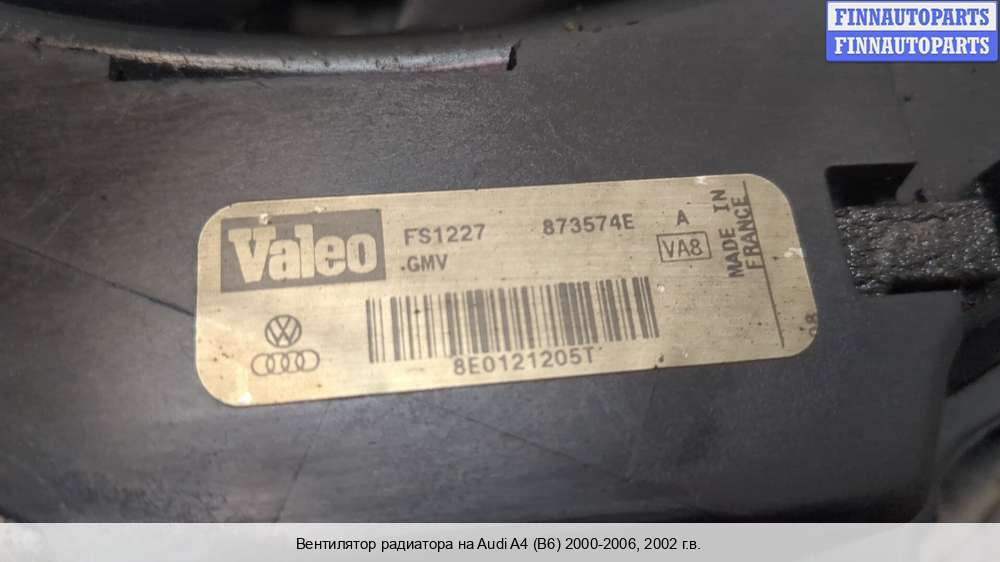 FINNAUTOPARTS
FINNAUTOPARTS
Valeo
FS1227 873574E A
.GMV VA8
MADE IN
FRANCE
8E0121205T
Вентилятор радиатора на Audi A4 (B6) 2000-2006, 2002 г.в.